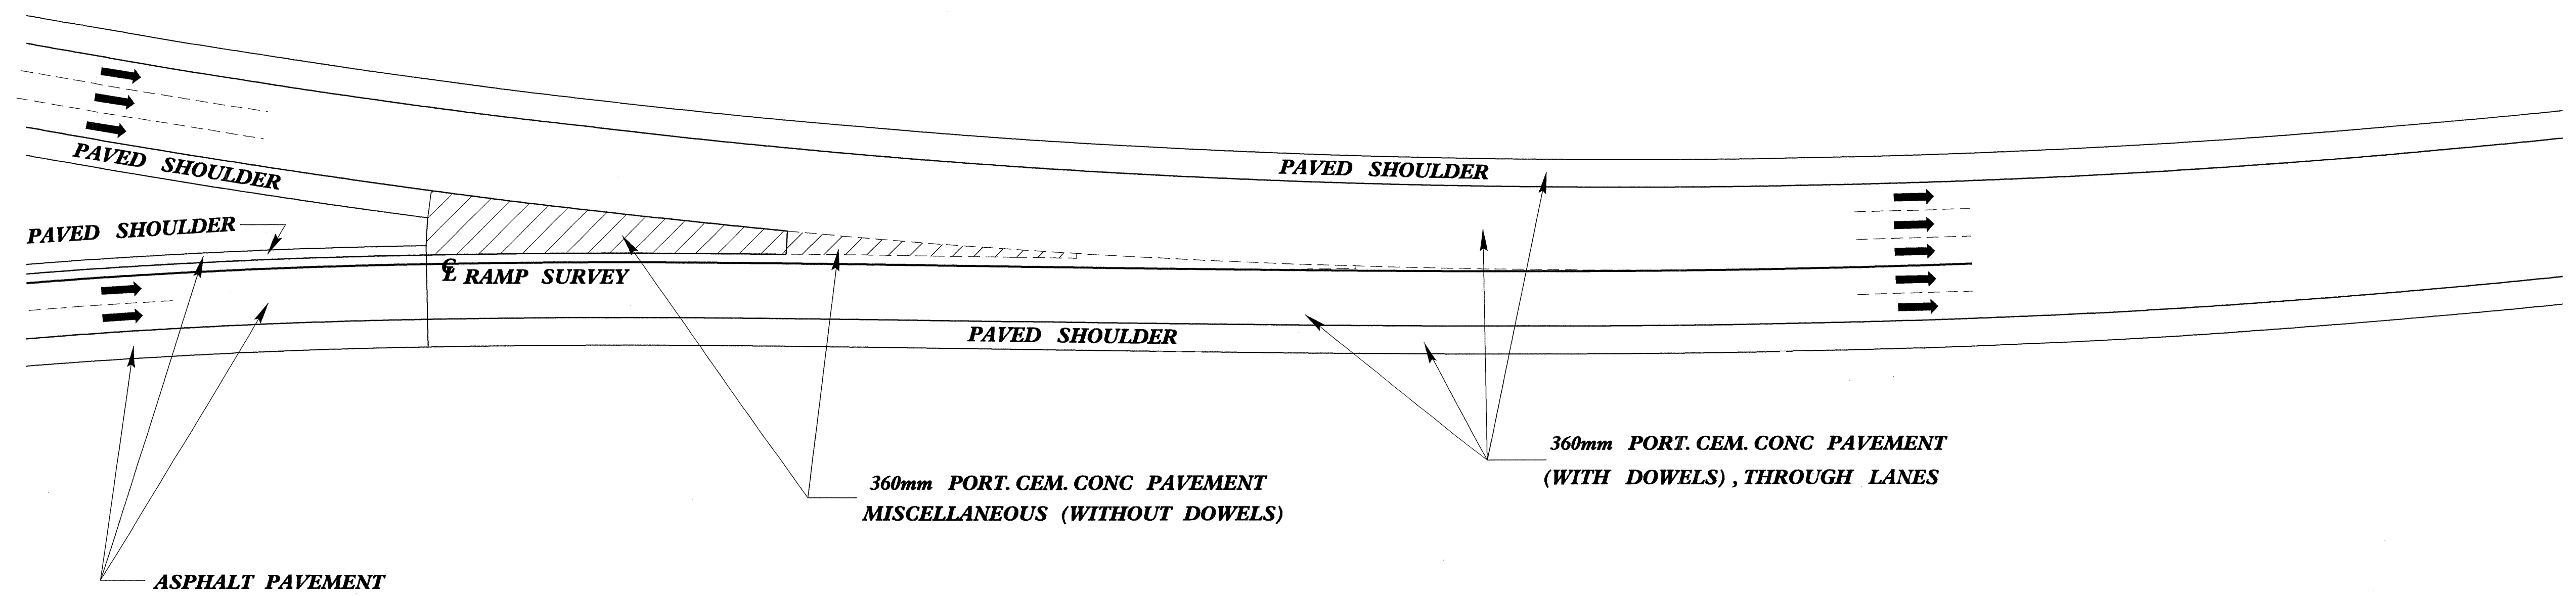 PAVED SHOULDER
PAVED SHOULDER
PAVED SHOULDER
℄ RAMP SURVEY
PAVED SHOULDER
360mm PORT. CEM. CONC PAVEMENT
(WITH DOWELS) , THROUGH LANES
360mm PORT. CEM. CONC PAVEMENT
MISCELLANEOUS (WITHOUT DOWELS)
ASPHALT PAVEMENT